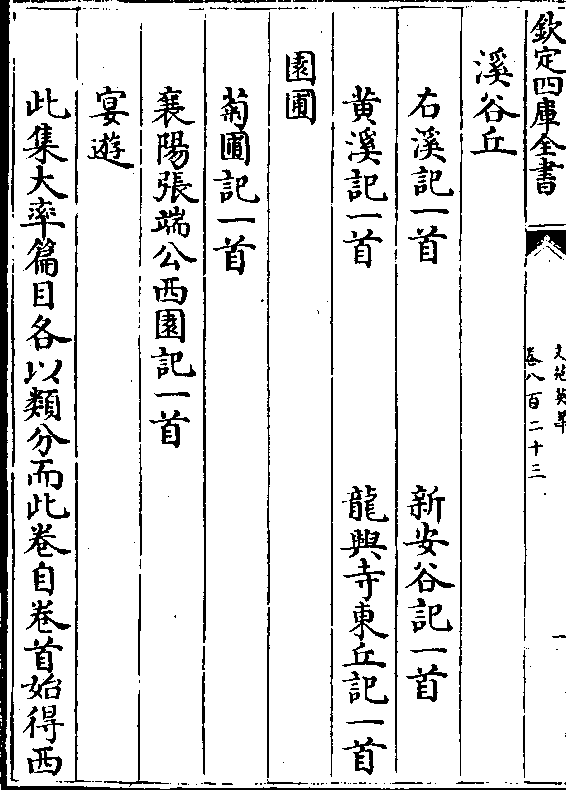 欽定四庫全書
文苑英華
卷八百二十三
一
溪谷丘
右溪記一首
新安谷記一首
黄溪記一首
龍興寺東丘記一首
園圃
菊圃記一首
襄陽張端公西園記一首
宴遊
此集大率篇目各以類分而此卷自卷首始得西